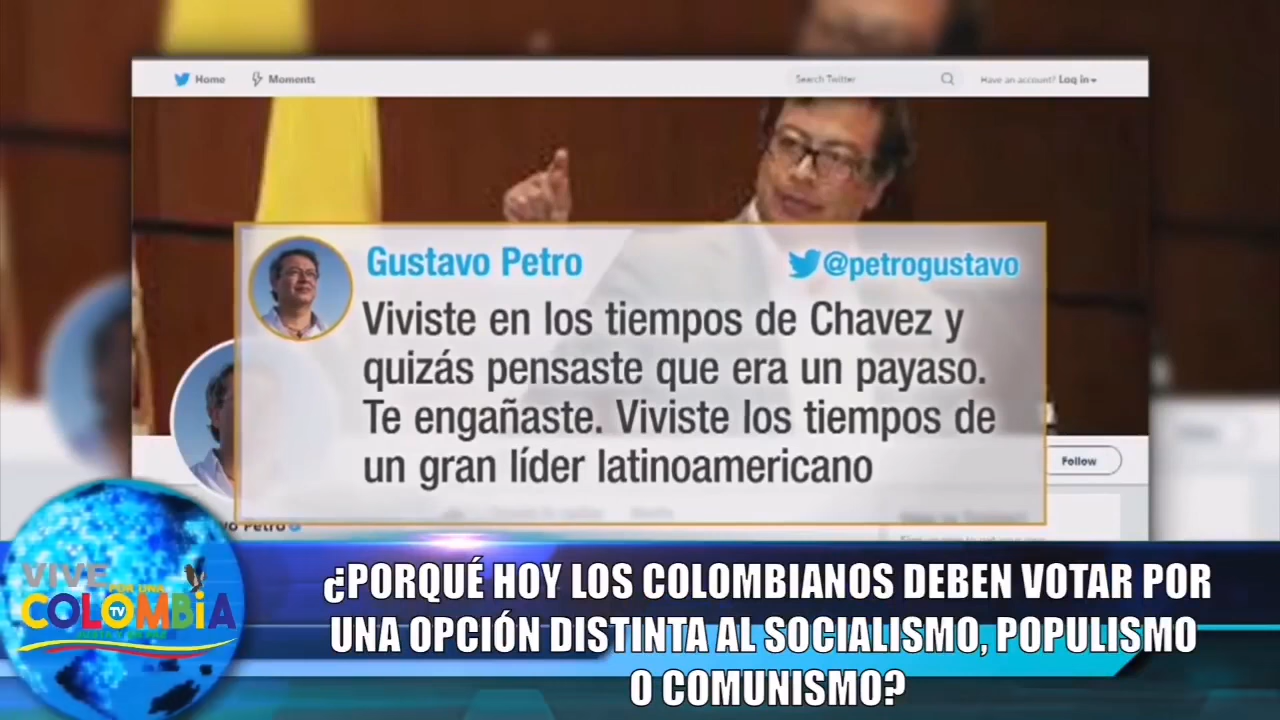 Home
Moments
Search Twitter
Have an account? Log in
Gustavo Petro
@petrogustavo
Viviste en los tiempos de Chavez y
quizás pensaste que era un payaso.
Te engañaste. Viviste los tiempos de
un gran líder latinoamericano
Follow
VIVE
POR UNA
COLOMBIA
TV
¿PORQUÉ HOY LOS COLOMBIANOS DEBEN VOTAR POR
UNA OPCIÓN DISTINTA AL SOCIALISMO, POPULISMO
O COMUNISMO?